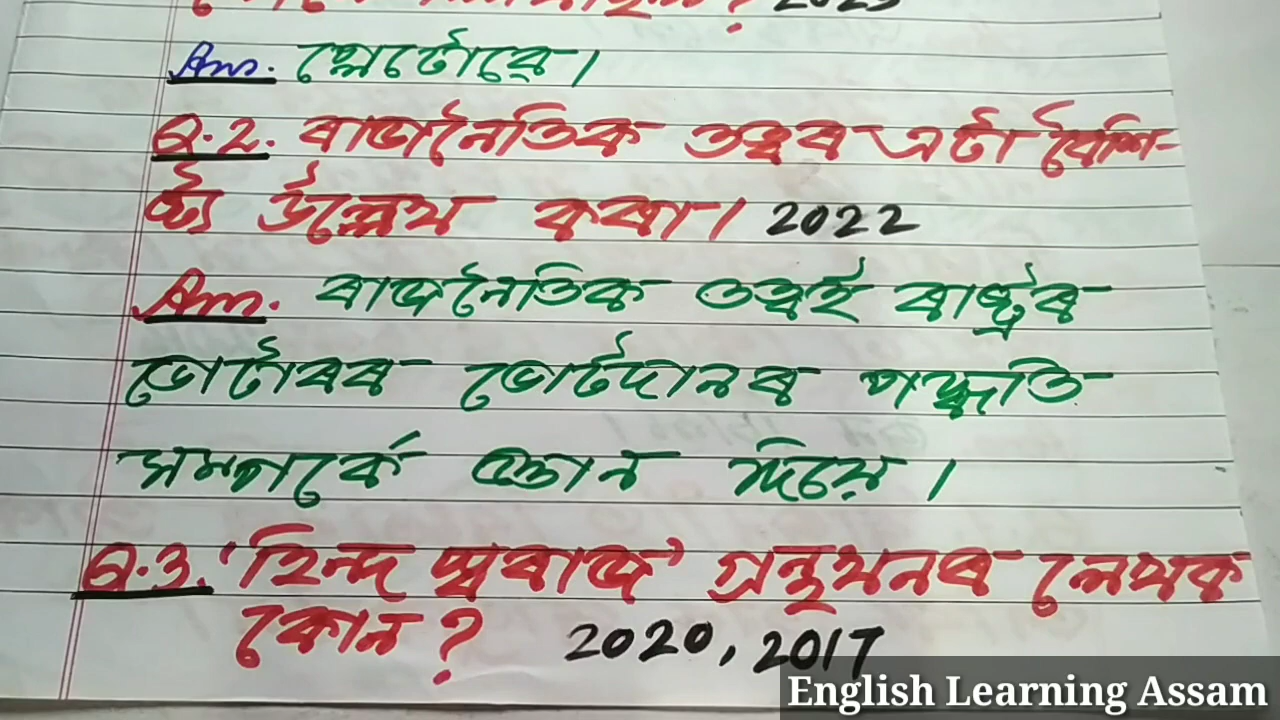 ? 2023
Ans. প্লেটোৱে।
Q.2. ৰাজনৈতিক তত্ত্বৰ এটা বৈশি-
ষ্ট্য উল্লেখ কৰা। 2022
Ans. ৰাজনৈতিক তত্ত্বই ৰাষ্ট্ৰৰ
ভোটাৰৰ ভোটদানৰ পদ্ধতি
সম্পৰ্কে জ্ঞান দিয়ে।
Q.3. 'হিন্দ স্বৰাজ' গ্ৰন্থখনৰ লেখক
কোন? 2020, 2017
English Learning Assam